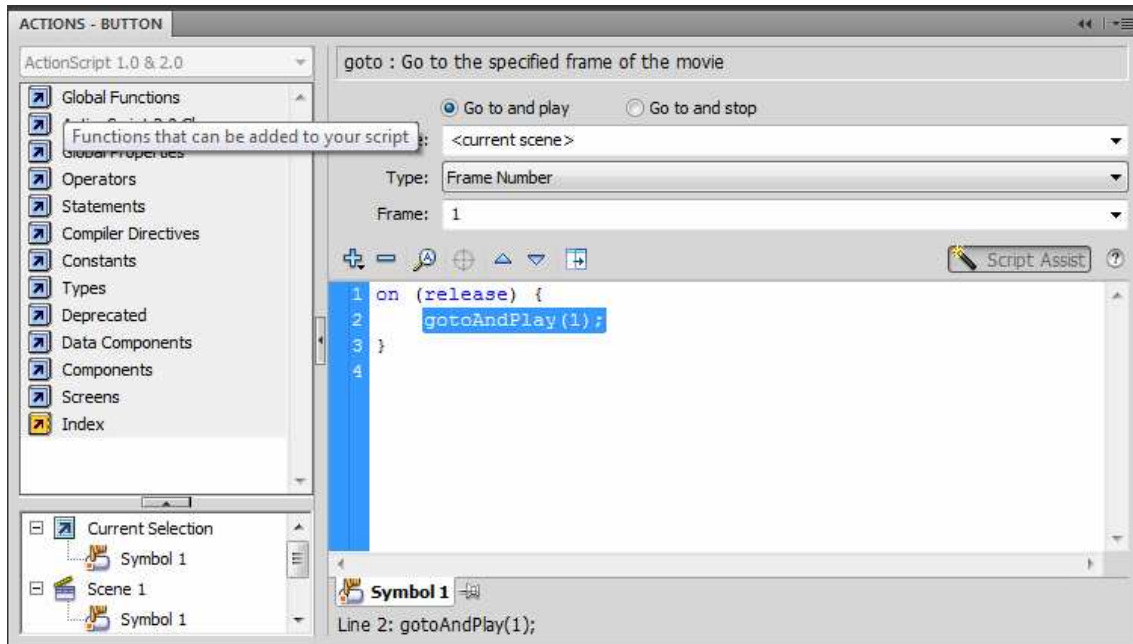 ACTIONS - BUTTON
ActionScript 1.0 & 2.0
Global Functions
Functions that can be added to your script
Global Properties
Operators
Statements
Compiler Directives
Constants
Types
Deprecated
Data Components
Components
Screens
Index
Current Selection
Symbol 1
Scene 1
Symbol 1
goto : Go to the specified frame of the movie
Go to and play Go to and stop
<current scene>
Type: Frame Number
Frame: 1
Script Assist
1 on (release) {
2 gotoAndPlay(1);
3 }
4
Symbol 1
Line 2: gotoAndPlay(1);